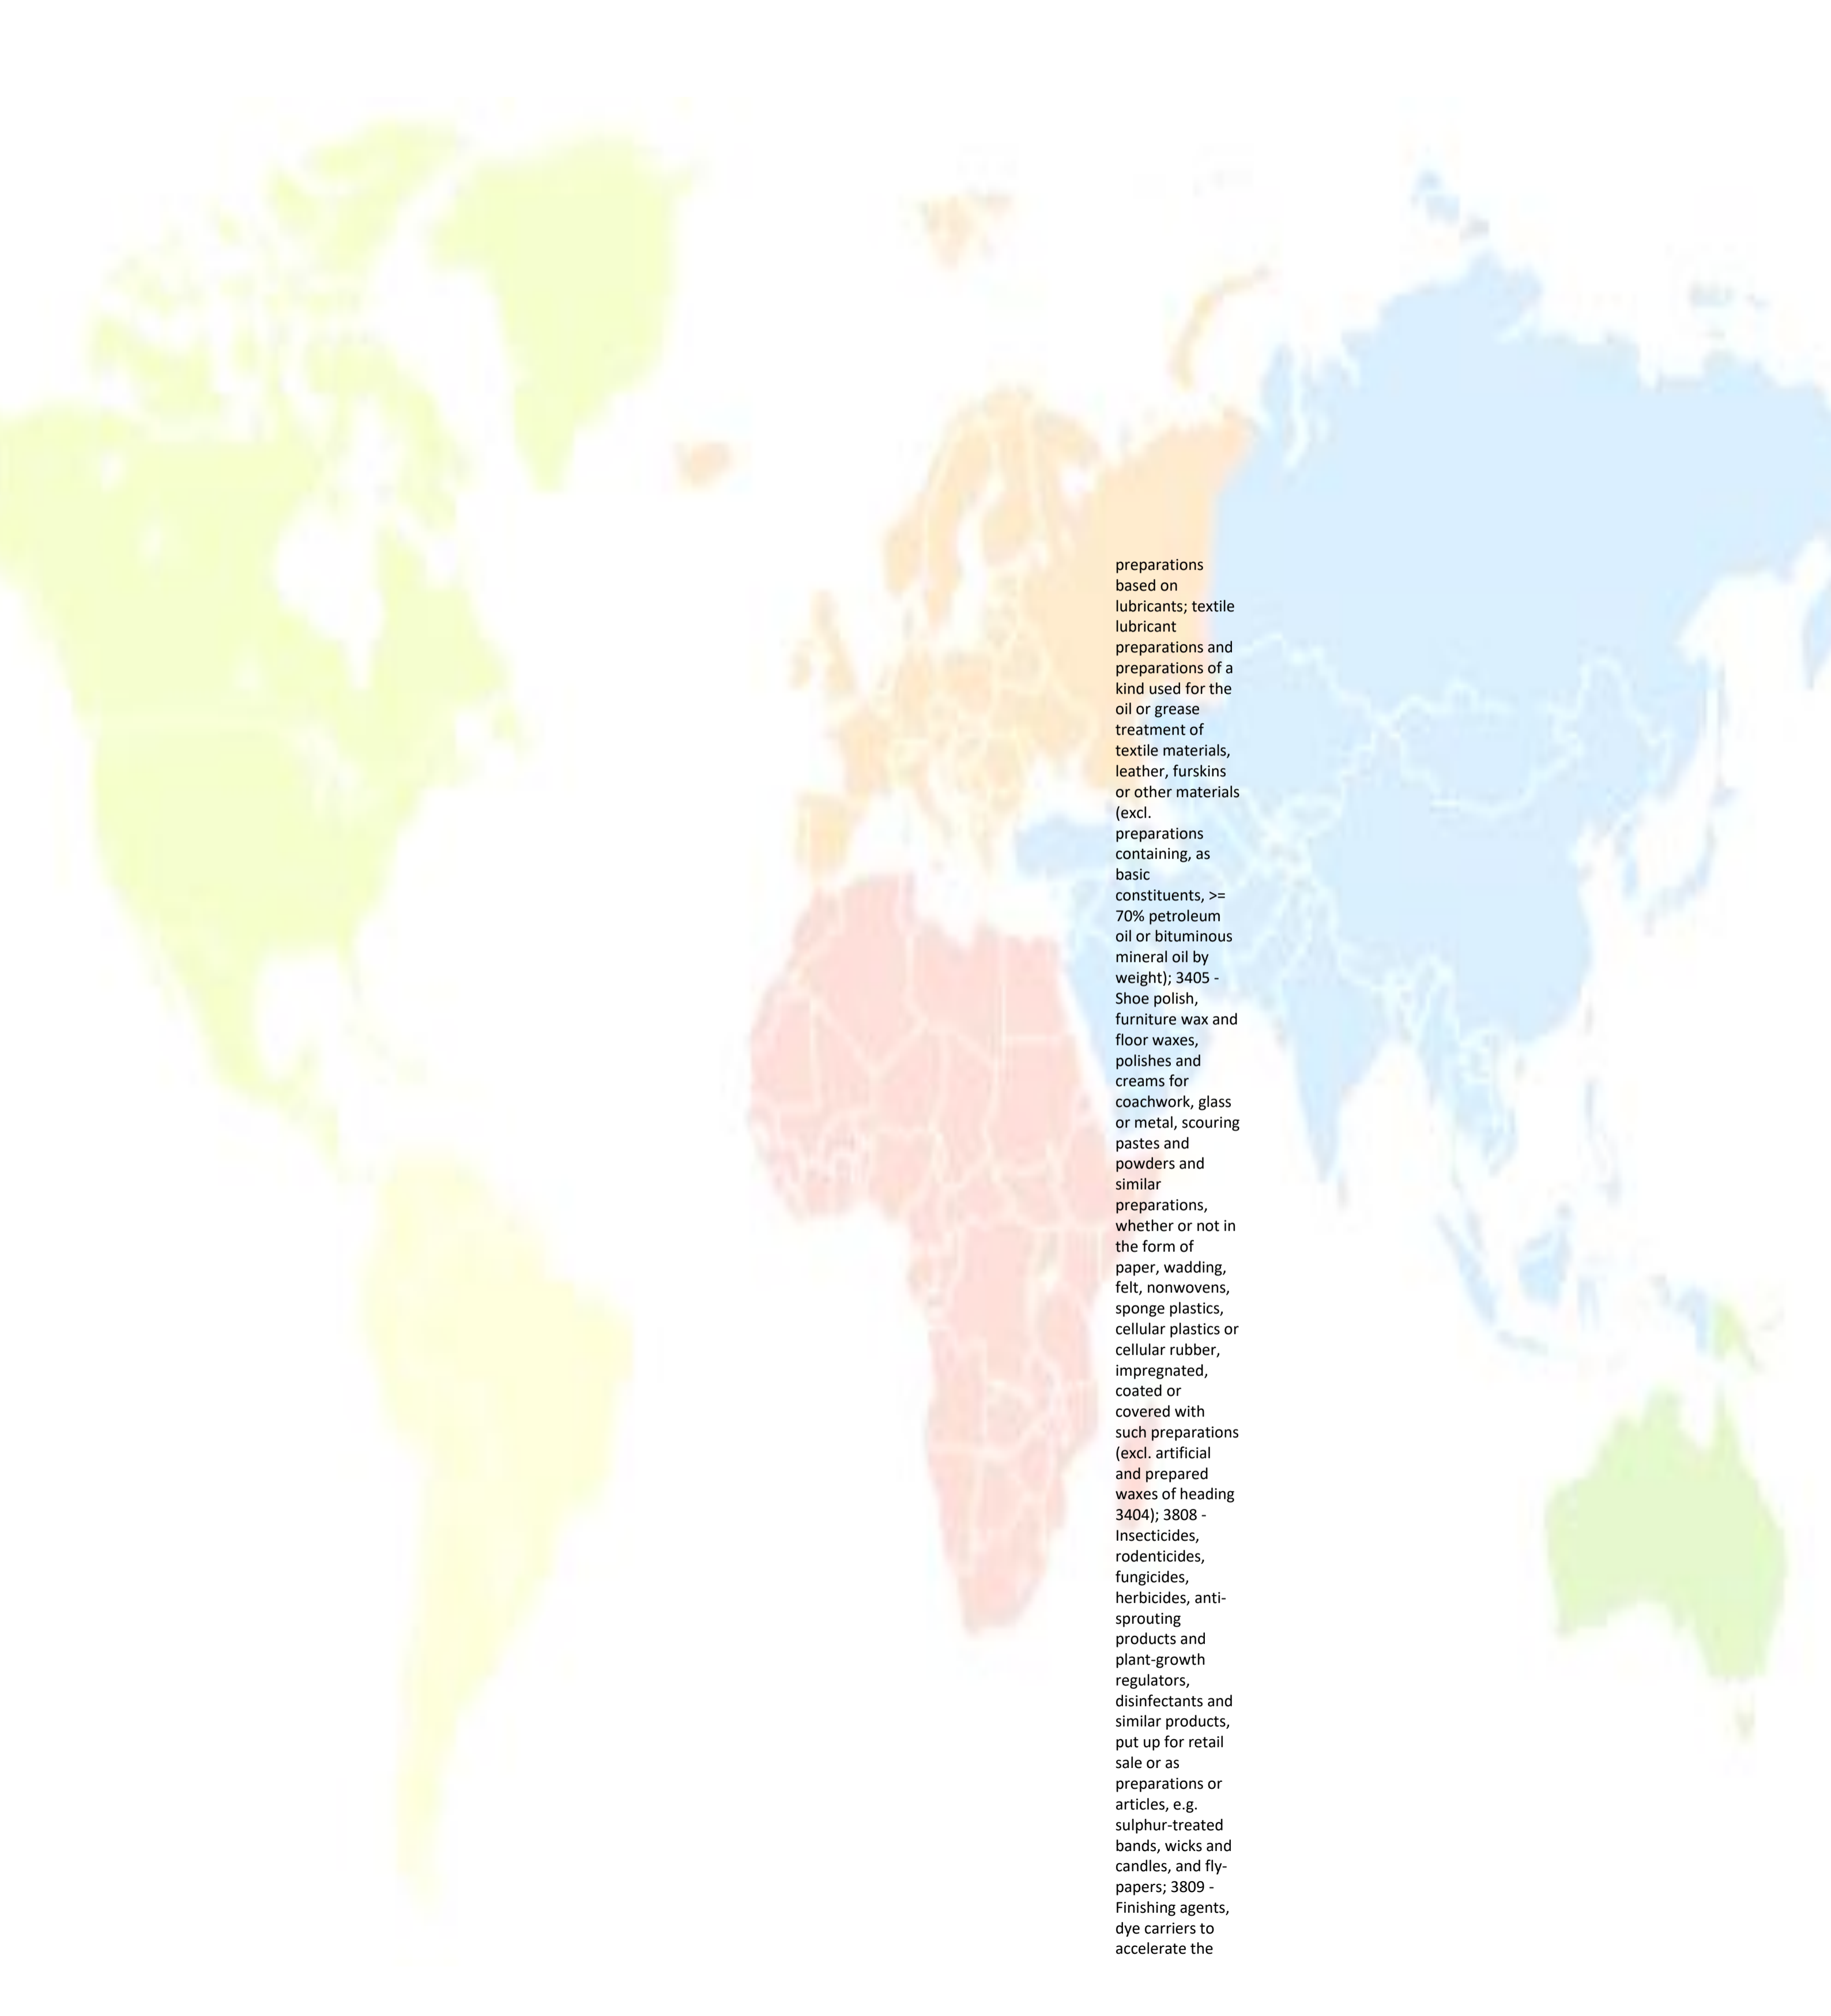 preparations
based on
lubricants; textile
lubricant
preparations and
preparations of a
kind used for the
oil or grease
treatment of
textile materials,
leather, furskins
or other materials
(excl.
preparations
containing, as
basic
constituents, >=
70% petroleum
oil or bituminous
mineral oil by
weight); 3405 -
Shoe polish,
furniture wax and
floor waxes,
polishes and
creams for
coachwork, glass
or metal, scouring
pastes and
powders and
similar
preparations,
whether or not in
the form of
paper, wadding,
felt, nonwovens,
sponge plastics,
cellular plastics or
cellular rubber,
impregnated,
coated or
covered with
such preparations
(excl. artificial
and prepared
waxes of heading
3404); 3808 -
Insecticides,
rodenticides,
fungicides,
herbicides, anti-
sprouting
products and
plant-growth
regulators,
disinfectants and
similar products,
put up for retail
sale or as
preparations or
articles, e.g.
sulphur-treated
bands, wicks and
candles, and fly-
papers; 3809 -
Finishing agents,
dye carriers to
accelerate the